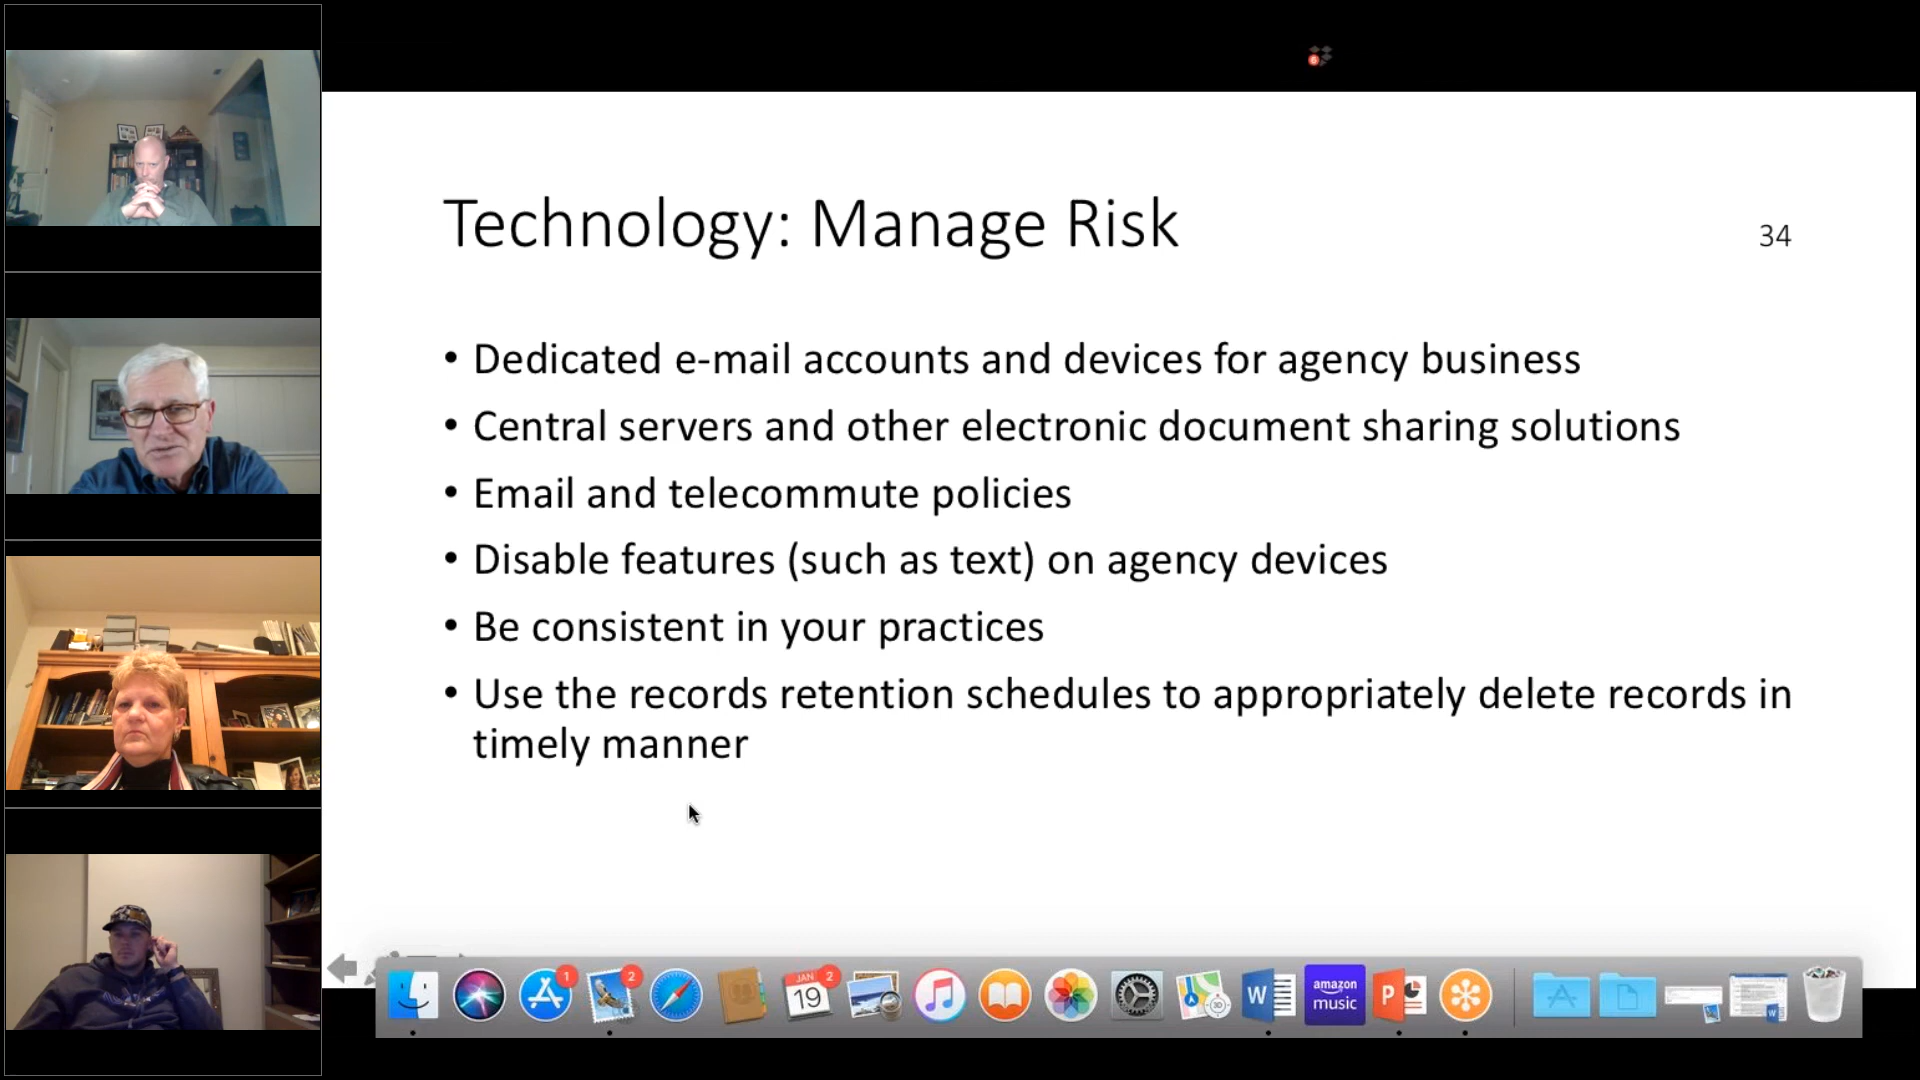 6
Technology: Manage Risk
34
• Dedicated e-mail accounts and devices for agency business
• Central servers and other electronic document sharing solutions
• Email and telecommute policies
• Disable features (such as text) on agency devices
• Be consistent in your practices
• Use the records retention schedules to appropriately delete records in
timely manner
1
2
JAN
2
19
3D
W
amazon
music
P
W